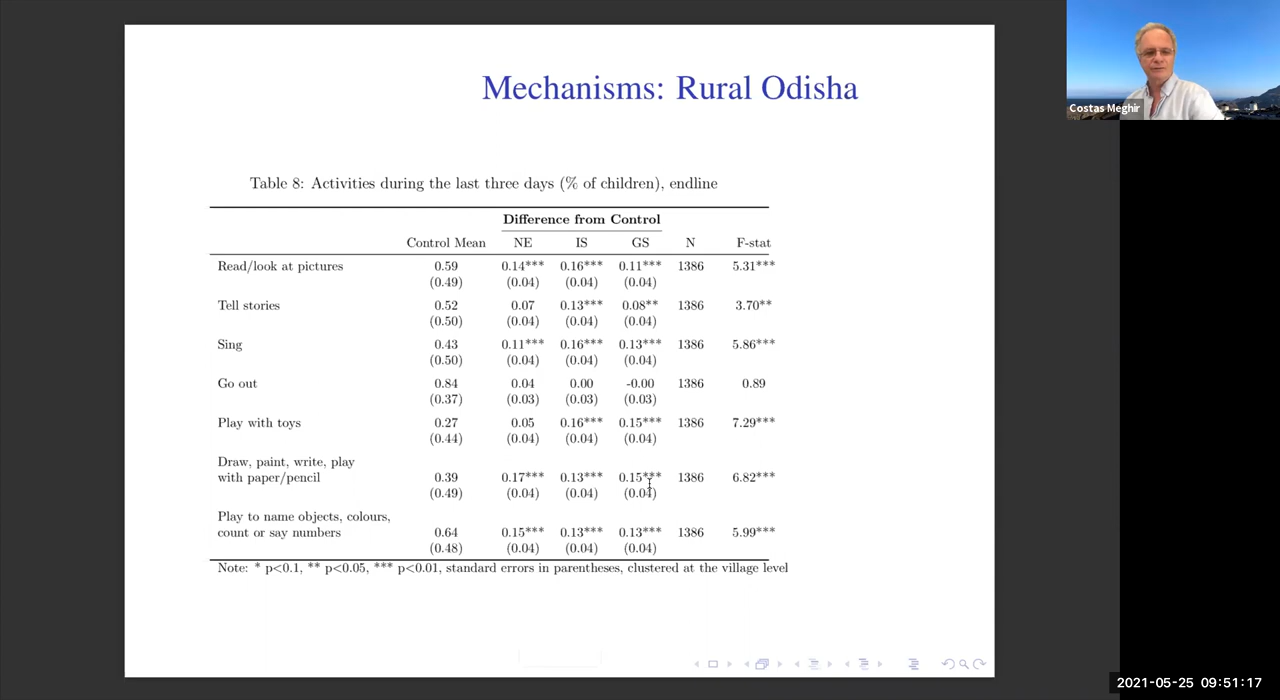 Mechanisms: Rural Odisha
Costas Meghir
Table 8: Activities during the last three days (% of children), endline
Difference from Control
Control Mean NE IS GS N F-stat
Read/look at pictures 0.59 0.14*** 0.16*** 0.11*** 1386 5.31***
(0.49) (0.04) (0.04) (0.04)
Tell stories 0.52 0.07 0.13*** 0.08** 1386 3.70**
(0.50) (0.04) (0.04) (0.04)
Sing 0.43 0.11*** 0.16*** 0.13*** 1386 5.86***
(0.50) (0.04) (0.04) (0.04)
Go out 0.84 0.04 0.00 -0.00 1386 0.89
(0.37) (0.03) (0.03) (0.03)
Play with toys 0.27 0.05 0.16*** 0.15*** 1386 7.29***
(0.44) (0.04) (0.04) (0.04)
Draw, paint, write, play
with paper/pencil 0.39 0.17*** 0.13*** 0.15*** 1386 6.82***
(0.49) (0.04) (0.04) (0.04)
Play to name objects, colours,
count or say numbers 0.64 0.15*** 0.13*** 0.13*** 1386 5.99***
(0.48) (0.04) (0.04) (0.04)
Note: * p<0.1, ** p<0.05, *** p<0.01, standard errors in parentheses, clustered at the village level
2021-05-25 09:51:17